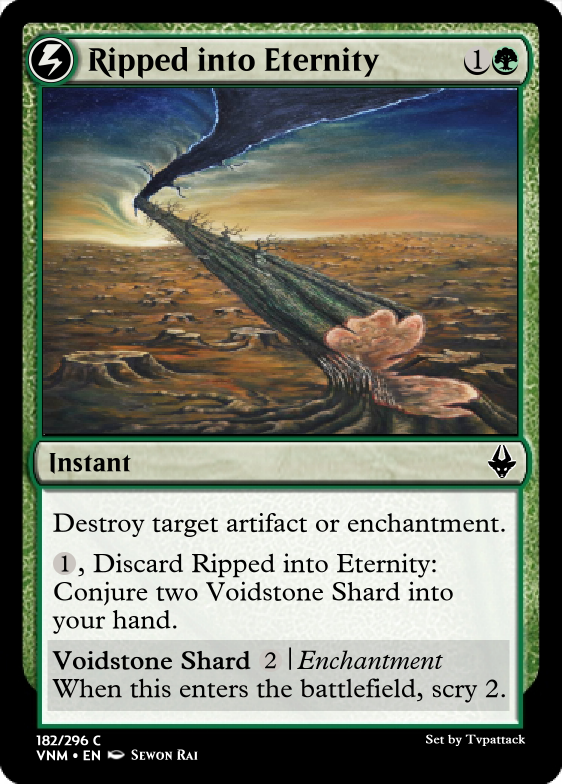 Ripped into Eternity 1
Instant
Destroy target artifact or enchantment.
1, Discard Ripped into Eternity:
Conjure two Voidstone Shard into
your hand.
Voidstone Shard 2 | Enchantment
When this enters the battlefield, scry 2.
182/296 C
Set by Tvpattack
VNM • EN Sewon Rai